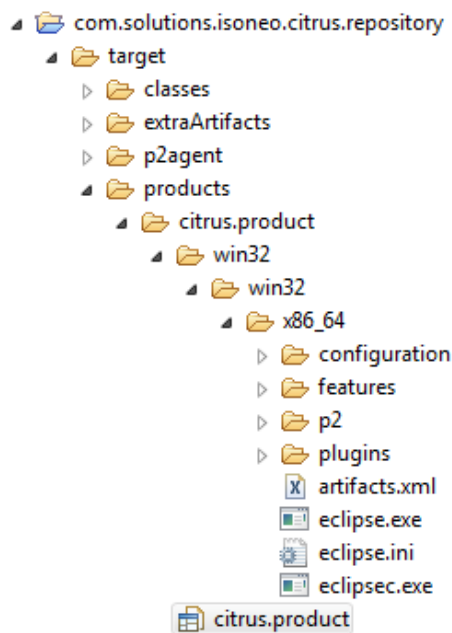 com.solutions.isoneo.citrus.repository
target
classes
extraArtifacts
p2agent
products
citrus.product
win32
win32
x86_64
configuration
features
p2
plugins
artifacts.xml
eclipse.exe
eclipse.ini
eclipsec.exe
citrus.product